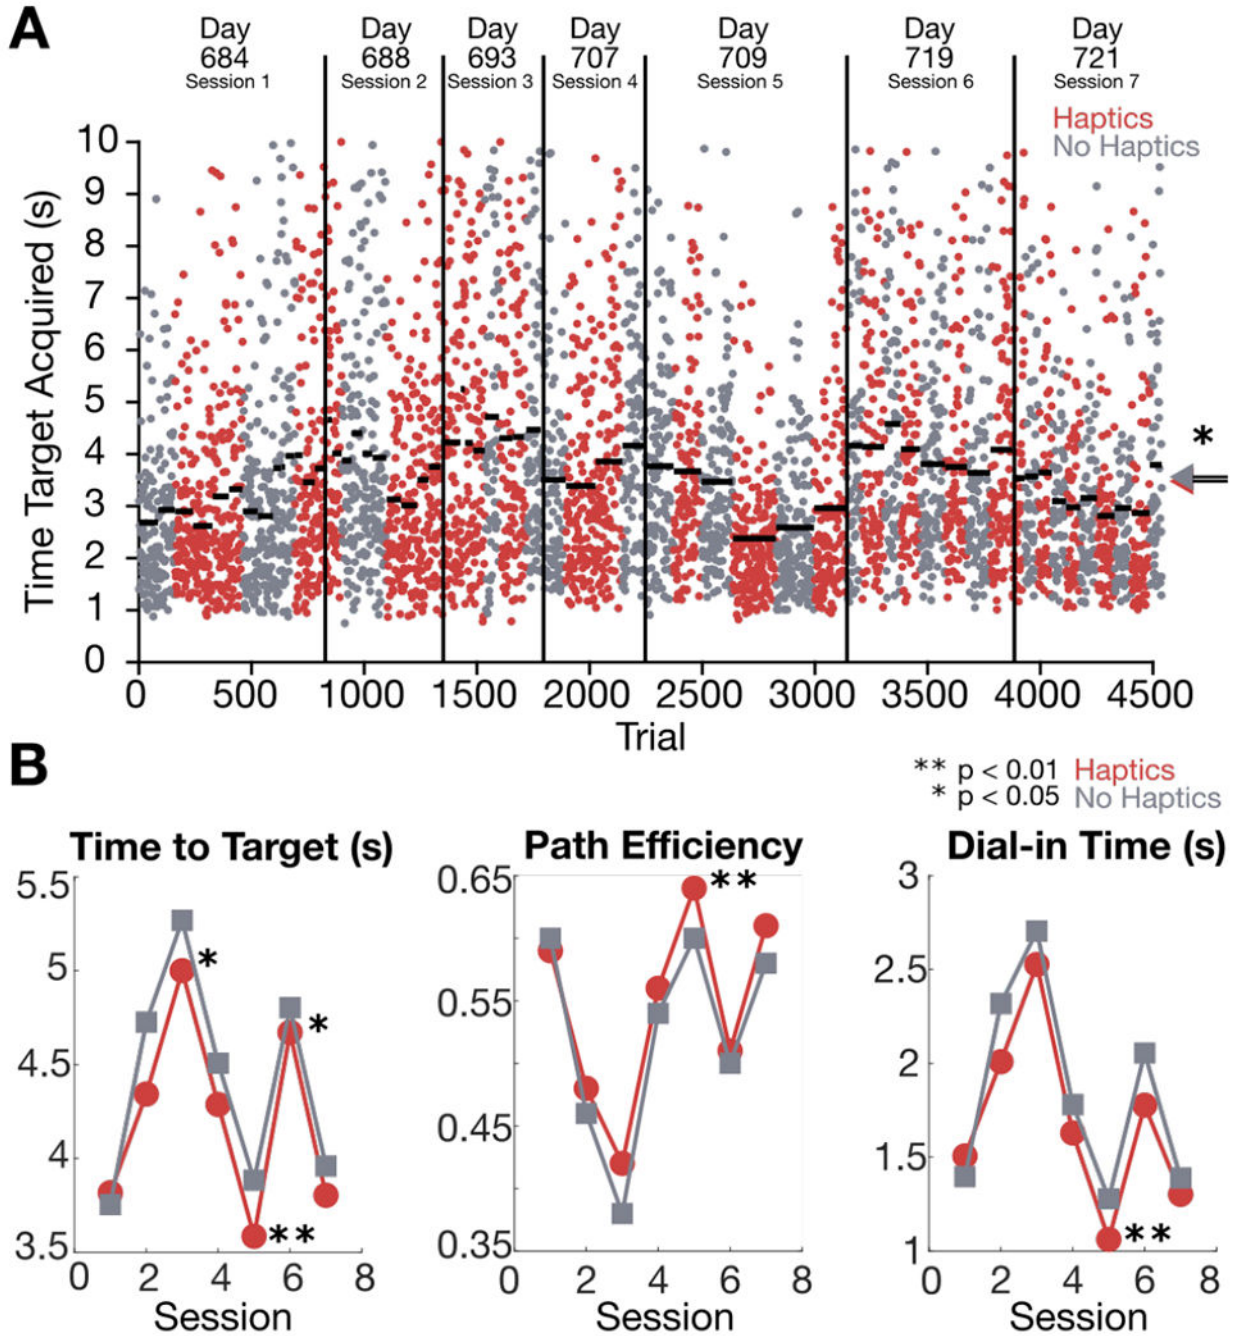 A
Day Day Day Day Day Day Day
684 688 693 707 709 719 721
Session 1 Session 2 Session 3 Session 4 Session 5 Session 6 Session 7
Haptics
No Haptics
Time Target Acquired (s)
10
9
8
7
6
5
4
3
2
1
0
*
0 500 1000 1500 2000 2500 3000 3500 4000 4500
Trial
B
** p < 0.01 Haptics
* p < 0.05 No Haptics
Time to Target (s)
5.5
5
4.5
4
3.5
*
*
**
0 2 4 6 8
Session
Path Efficiency
0.65
0.55
0.45
0.35
**
0 2 4 6 8
Session
Dial-in Time (s)
3
2.5
2
1.5
1
**
0 2 4 6 8
Session